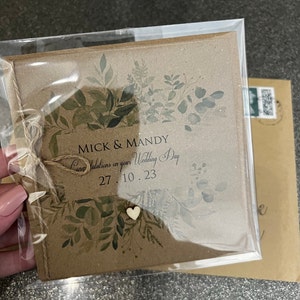 MICK & MANDY
Congratulations on your Wedding Day
27 . 10 . 23